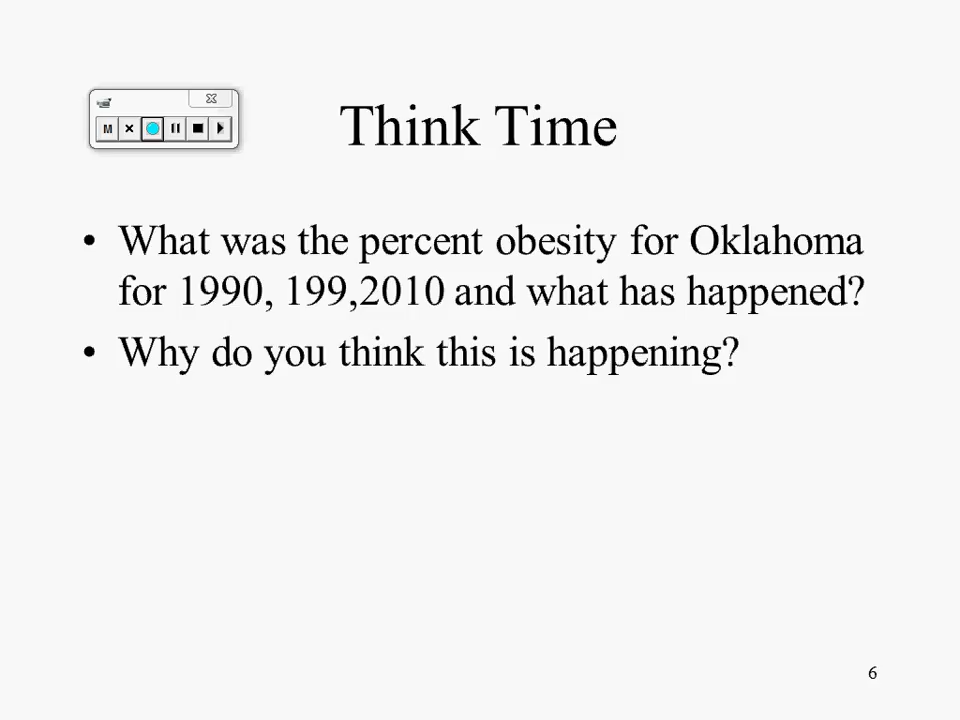 M
Think Time
• What was the percent obesity for Oklahoma
for 1990, 199,2010 and what has happened?
• Why do you think this is happening?
6